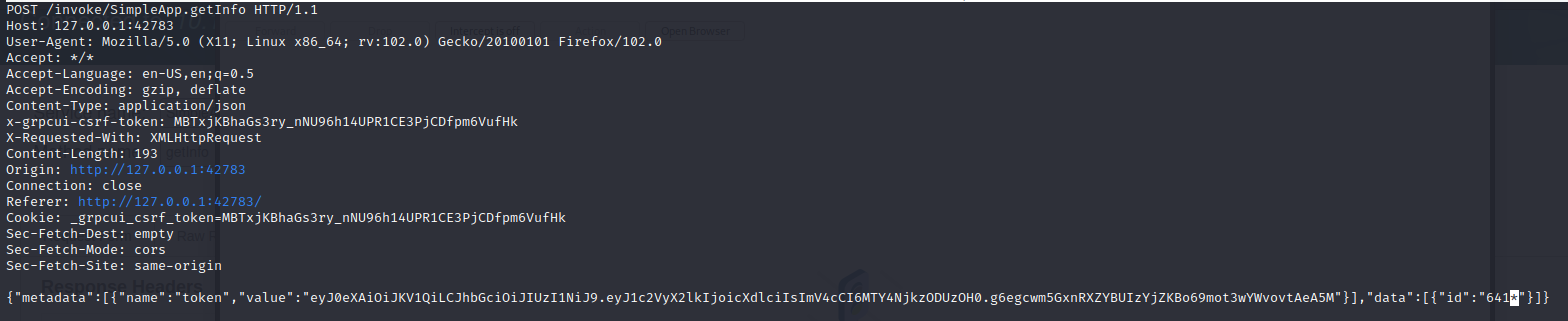 POST /invoke/SimpleApp.getInfo HTTP/1.1
Host: 127.0.0.1:42783
User-Agent: Mozilla/5.0 (X11; Linux x86_64; rv:102.0) Gecko/20100101 Firefox/102.0
Accept: */*
Accept-Language: en-US,en;q=0.5
Accept-Encoding: gzip, deflate
Content-Type: application/json
x-grpcui-csrf-token: MBTxjKBhaGs3ry_nNU96h14UPR1CE3PjCDfpm6VufHk
X-Requested-With: XMLHttpRequest
Content-Length: 193
Origin: http://127.0.0.1:42783
Connection: close
Referer: http://127.0.0.1:42783/
Cookie: _grpcui_csrf_token=MBTxjKBhaGs3ry_nNU96h14UPR1CE3PjCDfpm6VufHk
Sec-Fetch-Dest: empty
Sec-Fetch-Mode: cors
Sec-Fetch-Site: same-origin
{"metadata":[{"name":"token","value":"eyJ0eXAiOiJKV1QiLCJhbGciOiJIUzI1NiJ9.eyJ1c2VyX2lkIjoicXdlciIsImV4cCI6MTY4NjkzODUzOH0.g6egcwm5GxnRXZYBUIzYjZKBo69mot3wYWvovtAeA5M"}],"data":[{"id":"641*"}]}
Open Browser
Response Headers